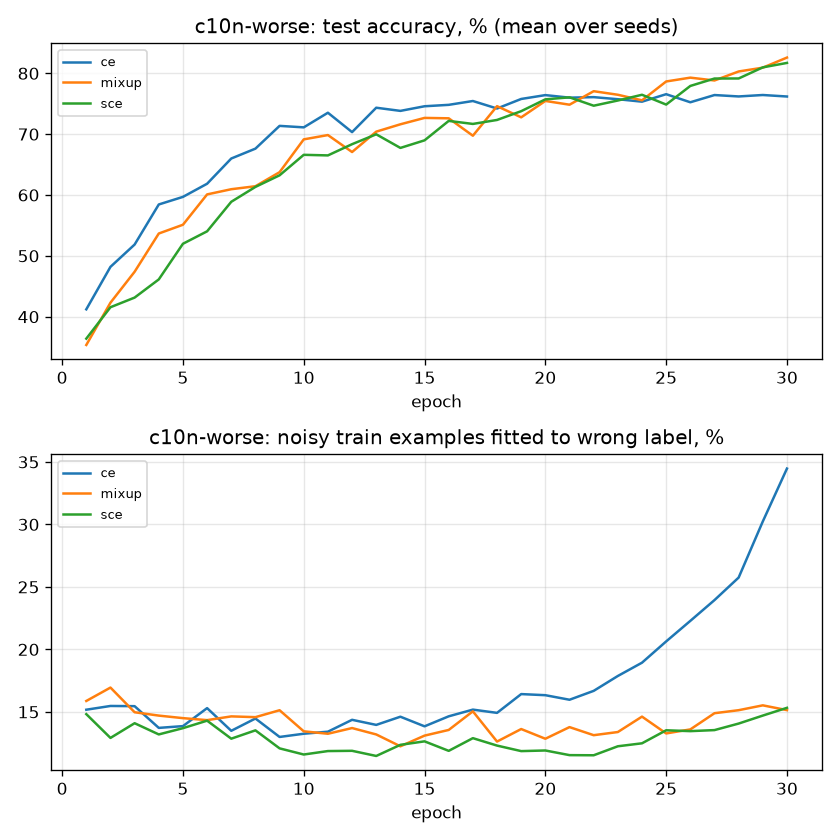 c10n-worse: test accuracy, % (mean over seeds)
ce
mixup
sce
80
70
60
50
40
0 5 10 15 20 25 30
epoch
c10n-worse: noisy train examples fitted to wrong label, %
ce
mixup
sce
35
30
25
20
15
0 5 10 15 20 25 30
epoch